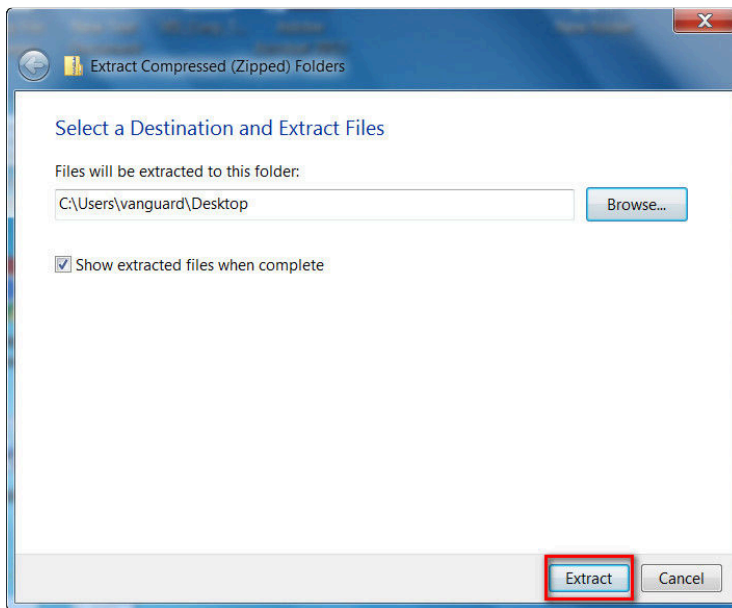 Extract Compressed (Zipped) Folders
Select a Destination and Extract Files
Files will be extracted to this folder:
C:\Users\vanguard\Desktop
Browse...
Show extracted files when complete
Extract Cancel